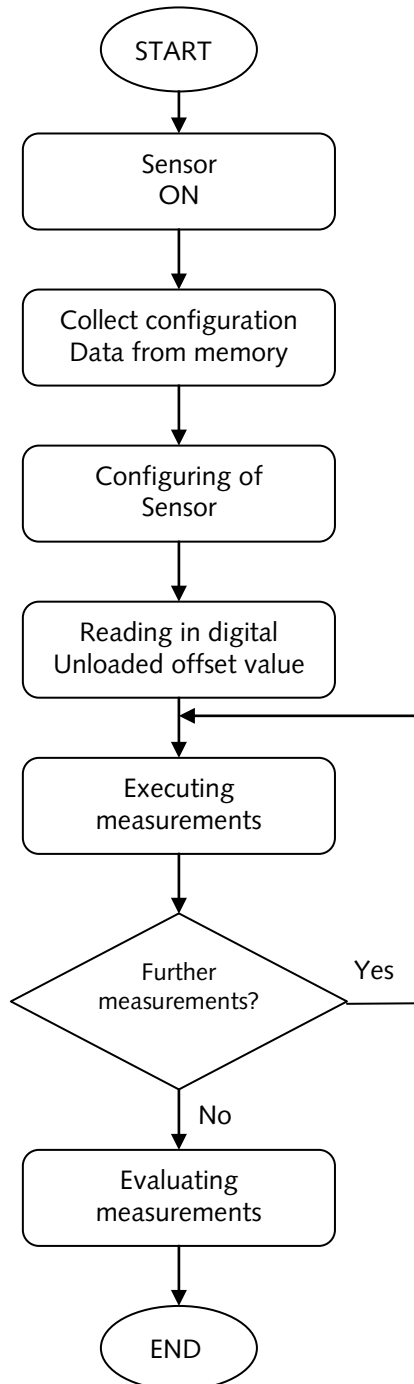 START
Sensor
ON
Collect configuration
Data from memory
Configuring of
Sensor
Reading in digital
Unloaded offset value
Executing
measurements
Further
measurements?
Yes
No
Evaluating
measurements
END